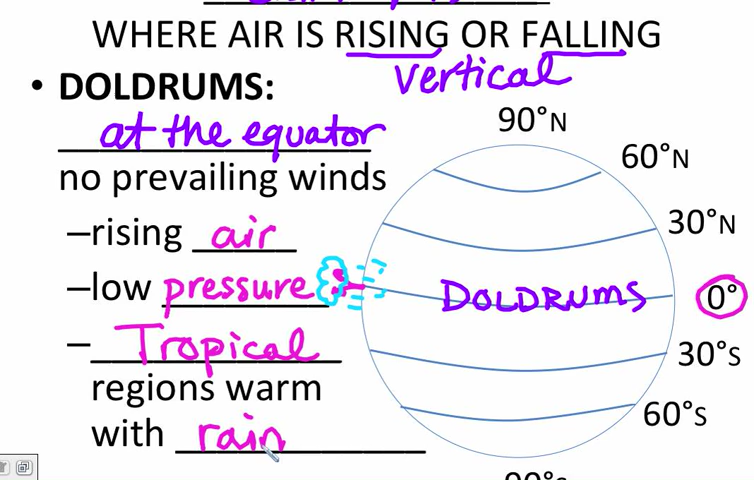 WHERE AIR IS RISING OR FALLING
vertical
• DOLDRUMS:
at the equator
no prevailing winds
–rising air
–low pressure
– Tropical
regions warm
with rain
90°N
60°N
30°N
DOLDRUMS
0°
30°S
60°S